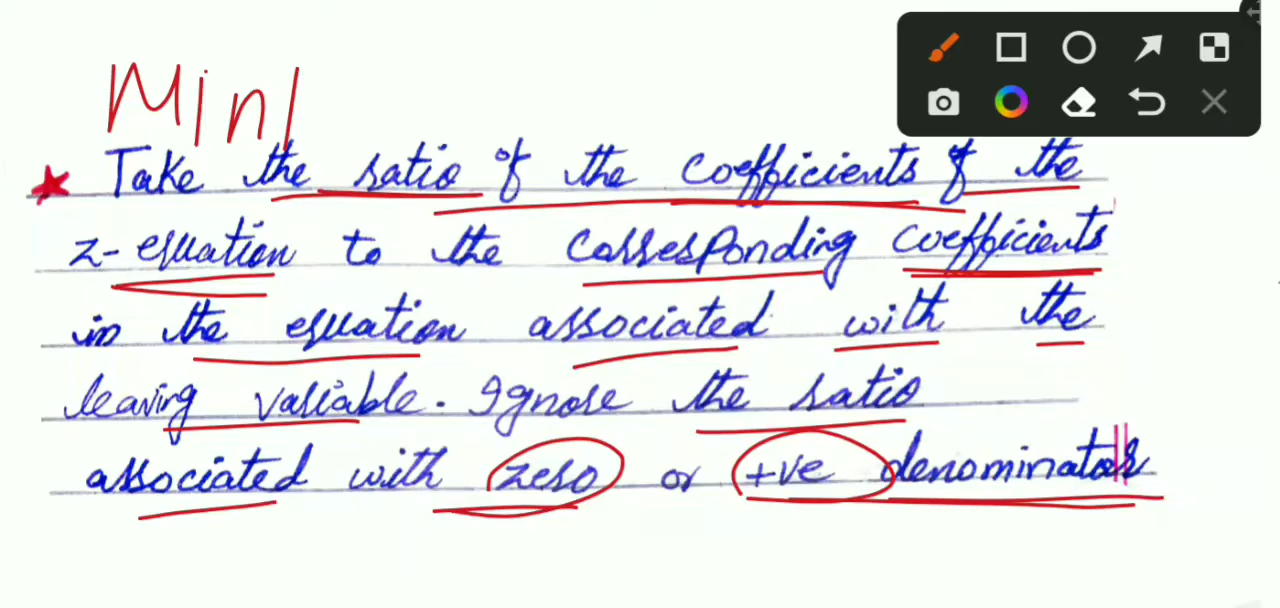 Min/
★ Take the ratio of the coefficients of the
z-equation to the corresponding coefficients
in the equation associated with the
leaving variable. Ignore the ratio
associated with zero or +ve denominators